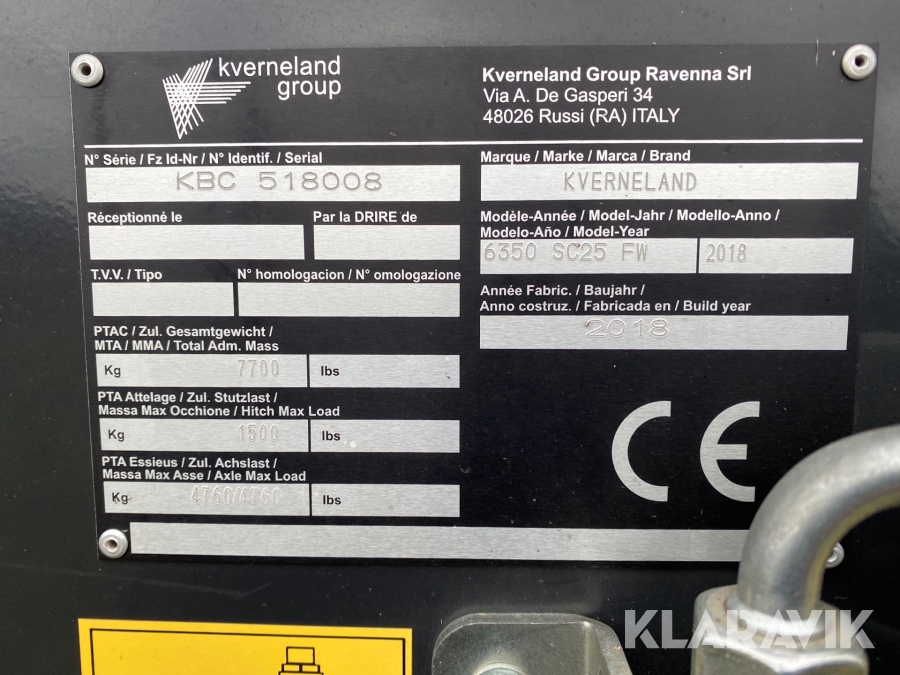 kverneland
group
Kverneland Group Ravenna Srl
Via A. De Gasperi 34
48026 Russi (RA) ITALY
N° Série / Fz Id-Nr / N° Identif. / Serial
KBC 518008
Marque / Marke / Marca / Brand
KVERNELAND
Réceptionné le
Par la DRIRE de
Modèle-Année / Model-Jahr / Modello-Anno /
Modelo-Año / Model-Year
6350 SC25 FW
2018
T.V.V. / Tipo
N° homologacion / N° omologazione
Année Fabric. / Baujahr /
Anno costruz. / Fabricada en / Build year
2018
PTAC / Zul. Gesamtgewicht /
MTA / MMA / Total Adm. Mass
Kg 7700 lbs
PTA Attelage / Zul. Stutzlast /
Massa Max Occhione / Hitch Max Load
Kg 1500 lbs
PTA Essieus / Zul. Achslast /
Massa Max Asse / Axle Max Load
Kg 4760/4760 lbs
CE
KLARAVIK